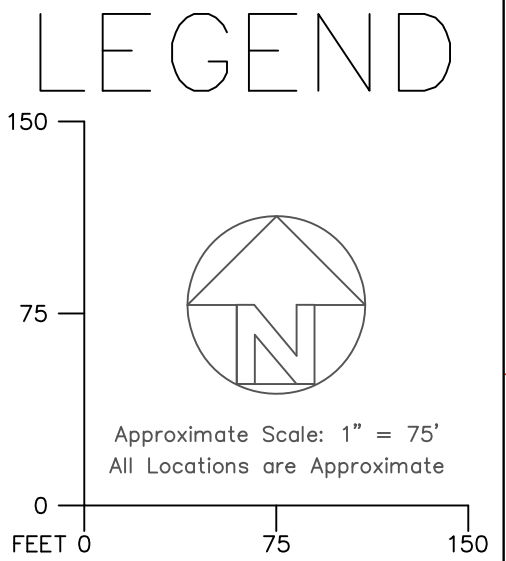 LEGEND
150
75
N
Approximate Scale: 1" = 75'
All Locations are Approximate
0
FEET 0 75 150